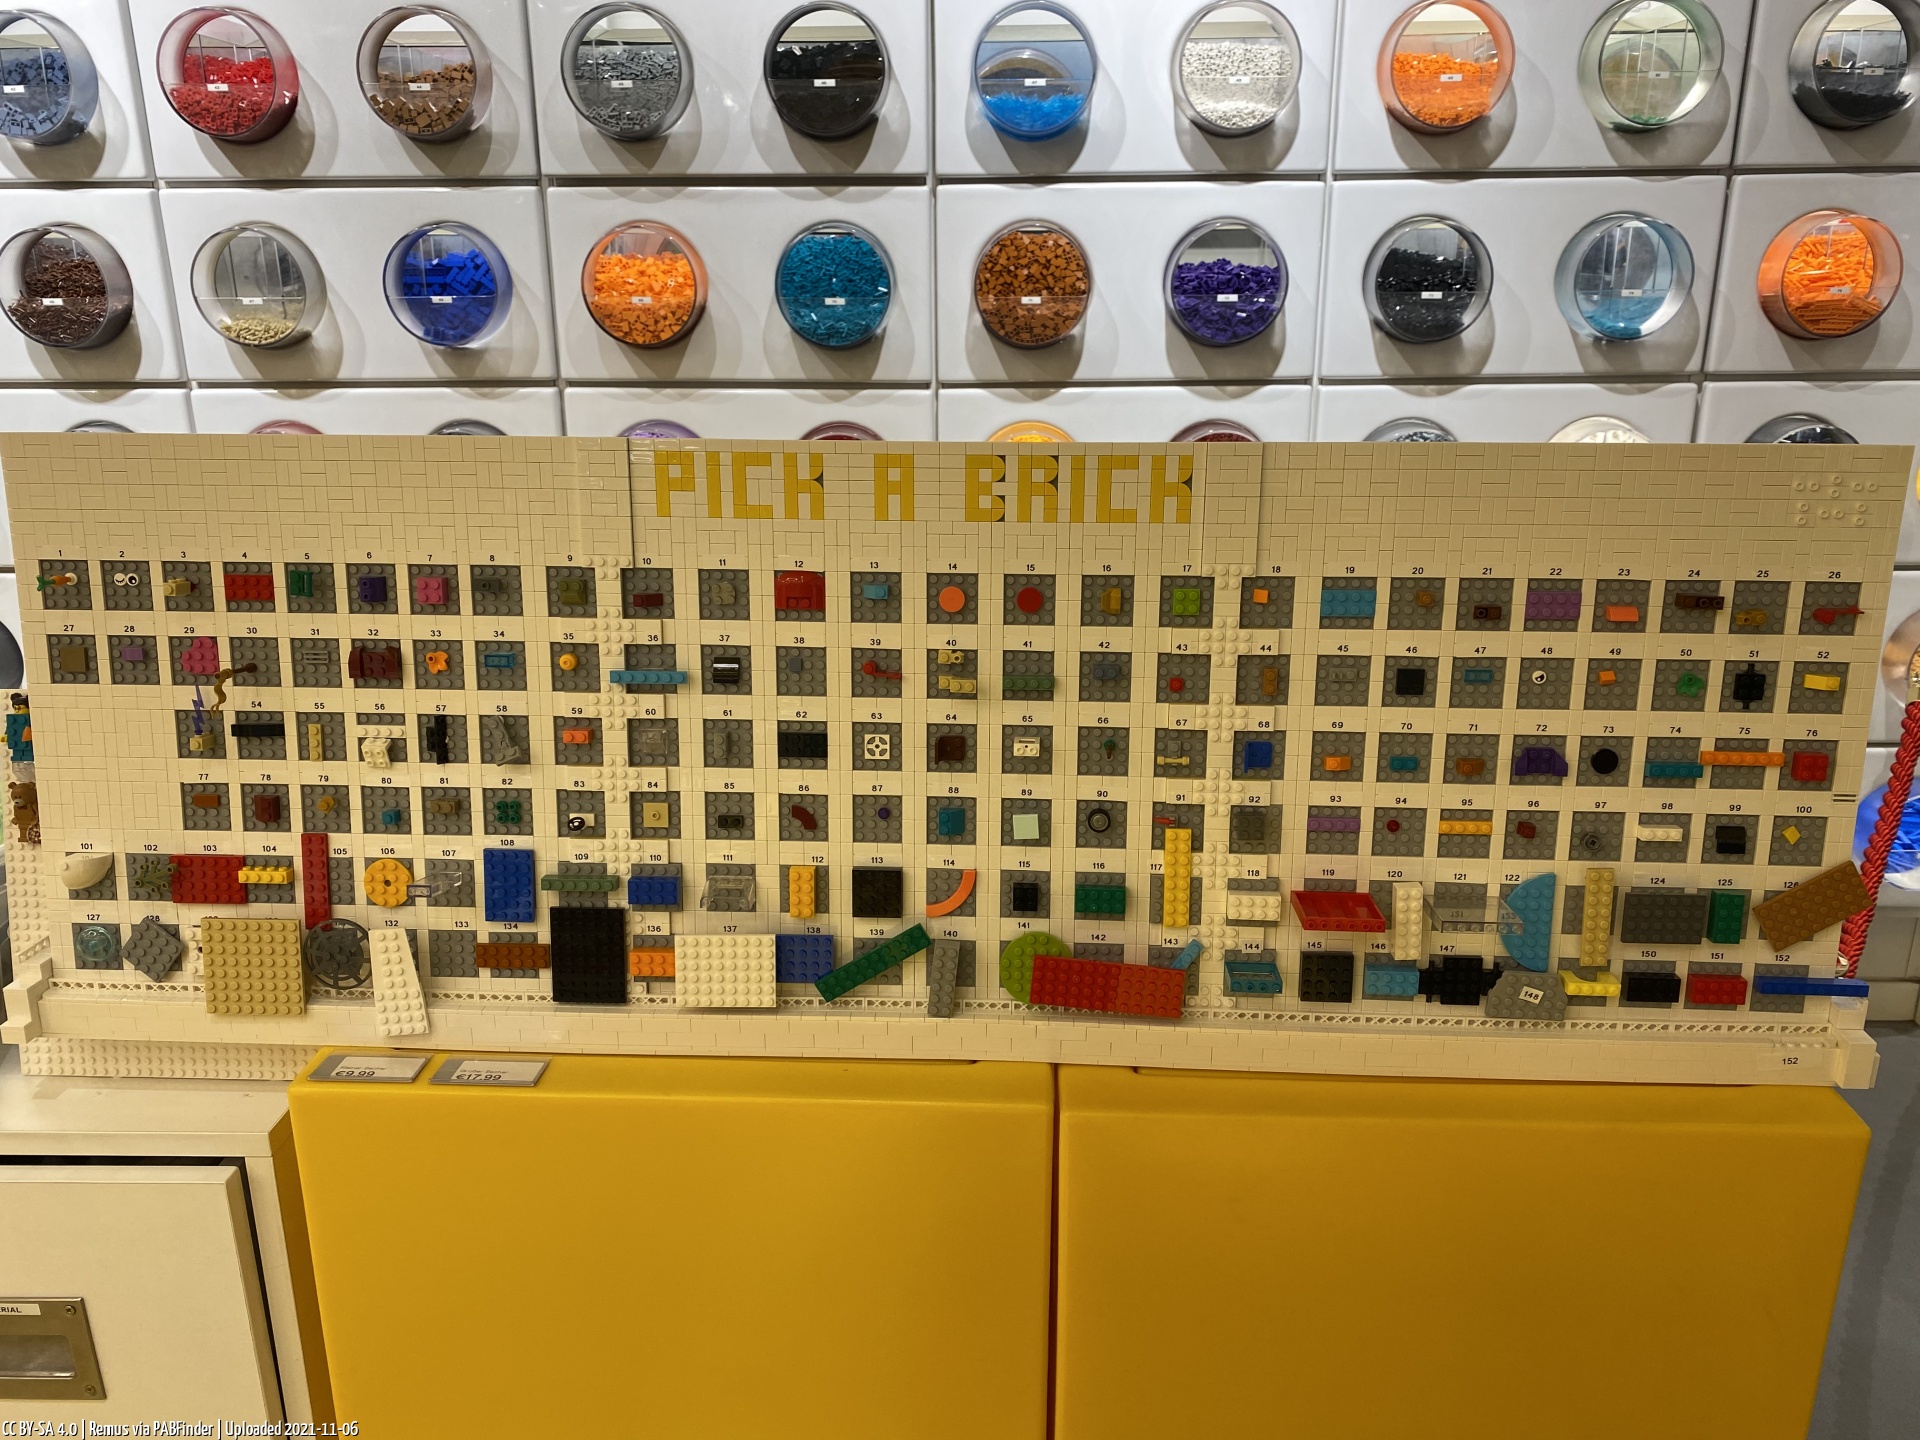 PICK A BRICK
1 2 3 4 5 6 7 8 9 10 11 12 13 14 15 16 17 18 19 20 21 22 23 24 25 26
27 28 29 30 31 32 33 34 35 36 37 38 39 40 41 42 43 44 45 46 47 48 49 50 51 52
54 55 56 57 58 59 60 61 62 63 64 65 66 67 68 69 70 71 72 73 74 75 76
77 78 79 80 81 82 83 84 85 86 87 88 89 90 91 92 93 94 95 96 97 98 99 100
101 102 103 104 105 106 107 108 109 110 111 112 113 114 115 116 117 118 119 120 121 122 124 125 126
127 128 132 133 134 136 137 138 139 140 141 142 143 144 145 146 147 148 150 151 152
€9.99
€17.99
152
CC BY-SA 4.0 | Remus via PABFinder | Uploaded 2021-11-06